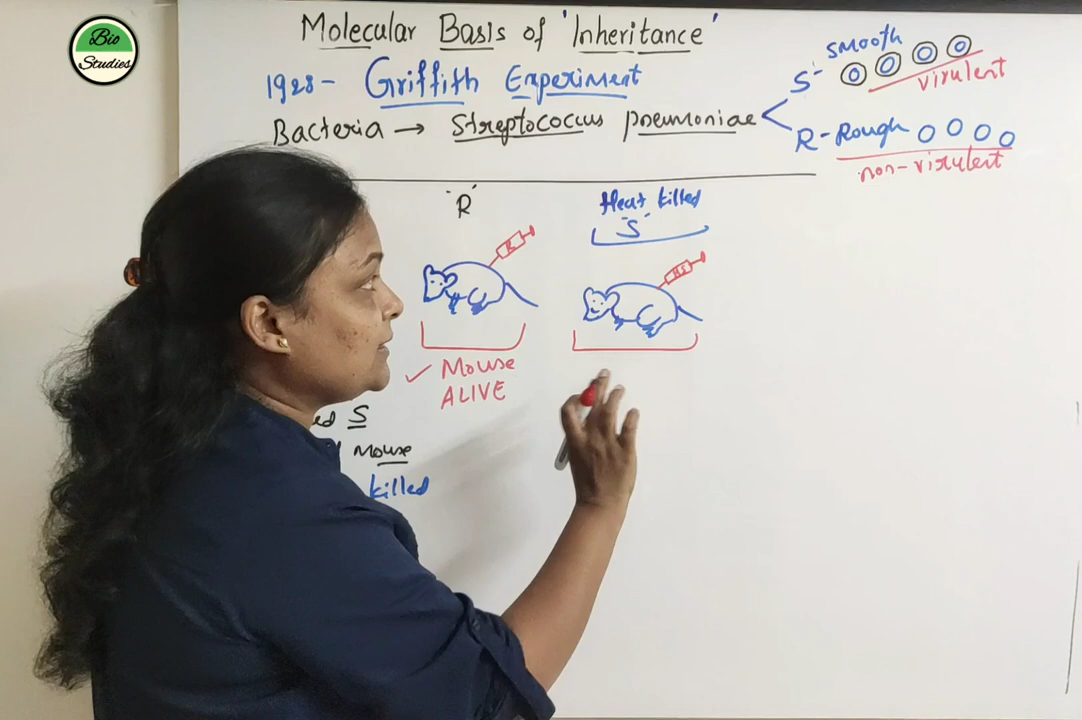 Bio
Studies
Molecular Basis of 'Inheritance'
1928- Griffith Experiment
Bacteria → Streptococcus pneumoniae
S- smooth
virulent
R-Rough
non-virulent
"R"
Heat killed
"S"
R
HS
✓ Mouse
ALIVE
S
Mouse
killed